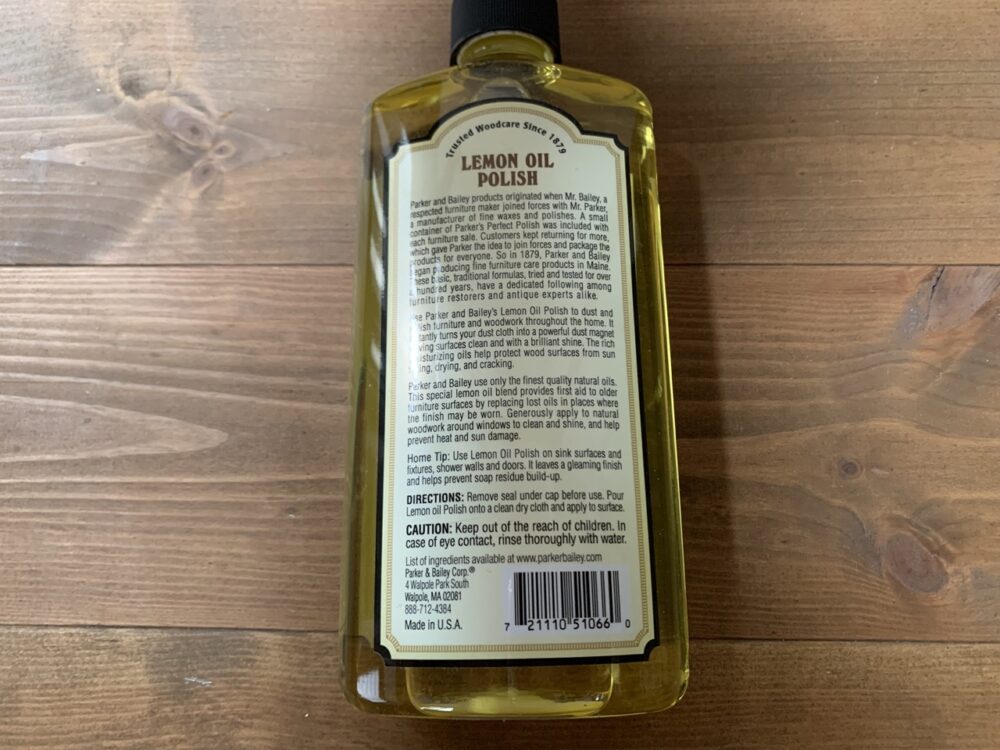 Trusted Woodcare Since 1879
LEMON OIL
POLISH
Parker and Bailey products originated when Mr. Bailey, a
respected furniture maker joined forces with Mr. Parker,
a manufacturer of fine waxes and polishes. A small
container of Parker's Perfect Polish was included with
each furniture sale. Customers kept returning for more,
which gave Parker the idea to join forces and package the
products for everyone. So in 1879, Parker and Bailey
began producing fine furniture care products in Maine.
These basic, traditional formulas, tried and tested for over
a hundred years, have a dedicated following among
furniture restorers and antique experts alike.
Use Parker and Bailey's Lemon Oil Polish to dust and
polish furniture and woodwork throughout the home. It
instantly turns your dust cloth into a powerful dust magnet
leaving surfaces clean and with a brilliant shine. The rich
moisturizing oils help protect wood surfaces from sun
drying, and cracking.
Parker and Bailey use only the finest quality natural oils.
This special lemon oil blend provides first aid to older
furniture surfaces by replacing lost oils in places where
the finish may be worn. Generously apply to natural
woodwork around windows to clean and shine, and help
prevent heat and sun damage.
Home Tip: Use Lemon Oil Polish on sink surfaces and
fixtures, shower walls and doors. It leaves a gleaming finish
and helps prevent soap residue build-up.
DIRECTIONS: Remove seal under cap before use. Pour
Lemon oil Polish onto a clean dry cloth and apply to surface.
CAUTION: Keep out of the reach of children. In
case of eye contact, rinse thoroughly with water.
List of ingredients available at www.parkerbailey.com
Parker & Bailey Corp.®
4 Walpole Park South
Walpole, MA 02081
888-712-4384
Made in U.S.A.
7 21110 51066 0